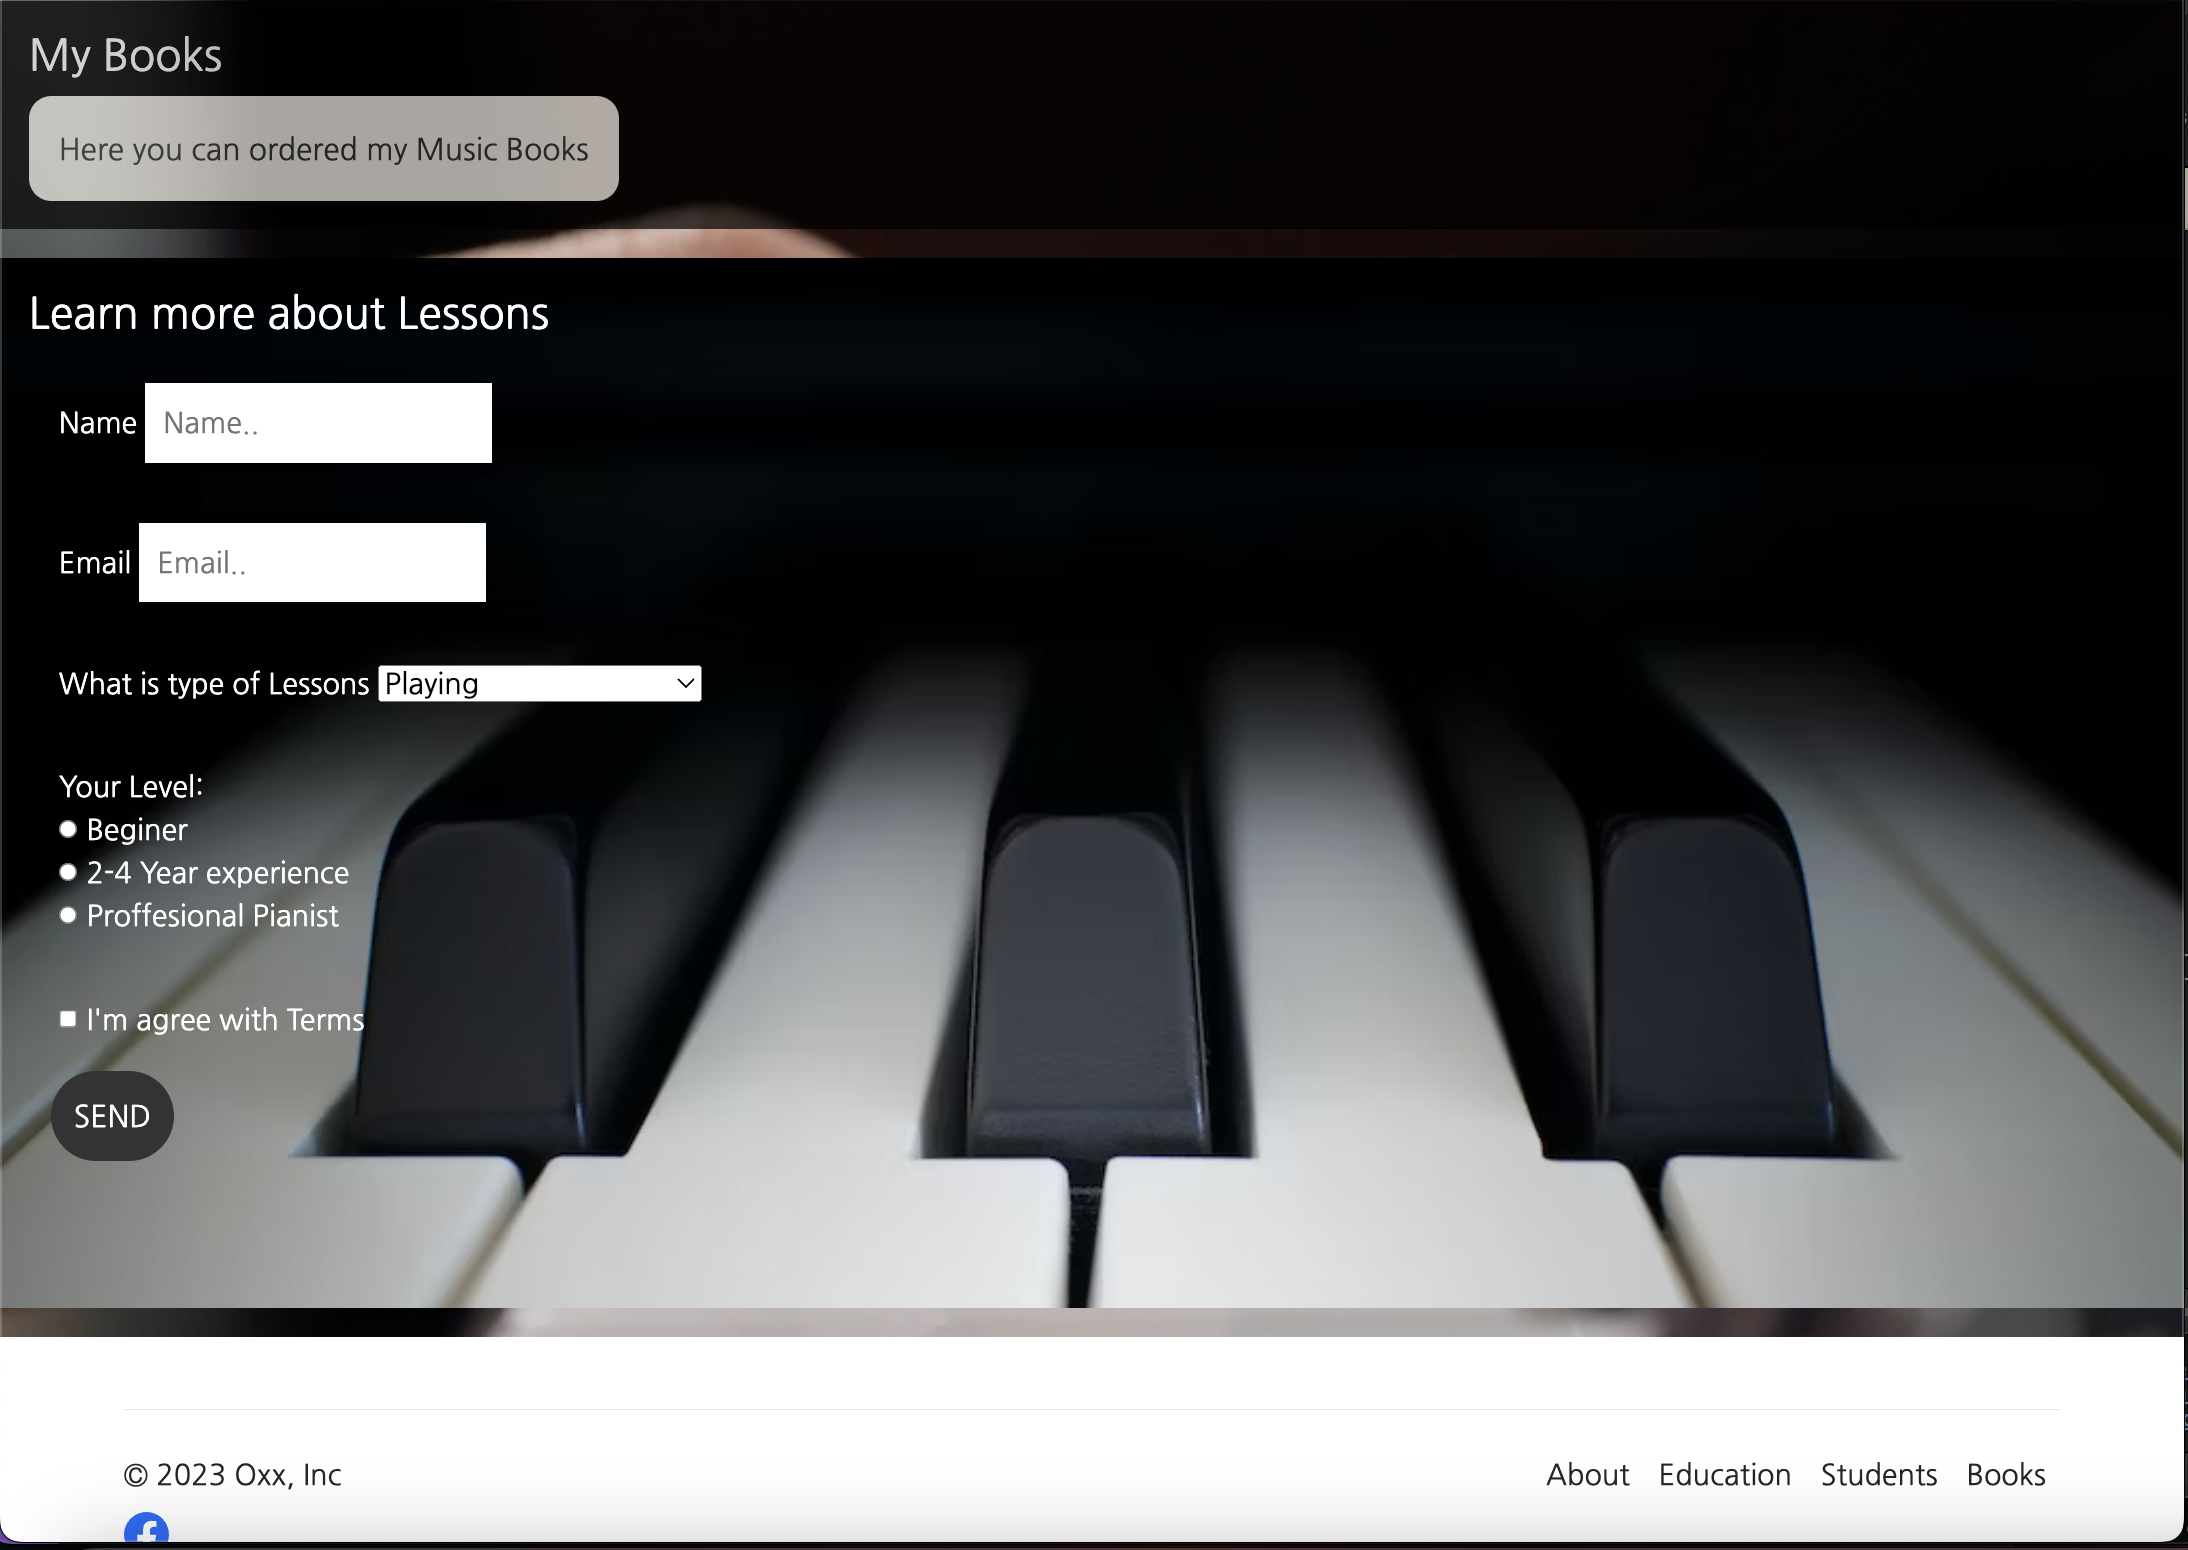 My Books
Here you can ordered my Music Books
Learn more about Lessons
Name Name..
Email Email..
What is type of Lessons Playing
Your Level:
Beginer
2-4 Year experience
Proffesional Pianist
I'm agree with Terms
SEND
© 2023 Oxx, Inc
About Education Students Books